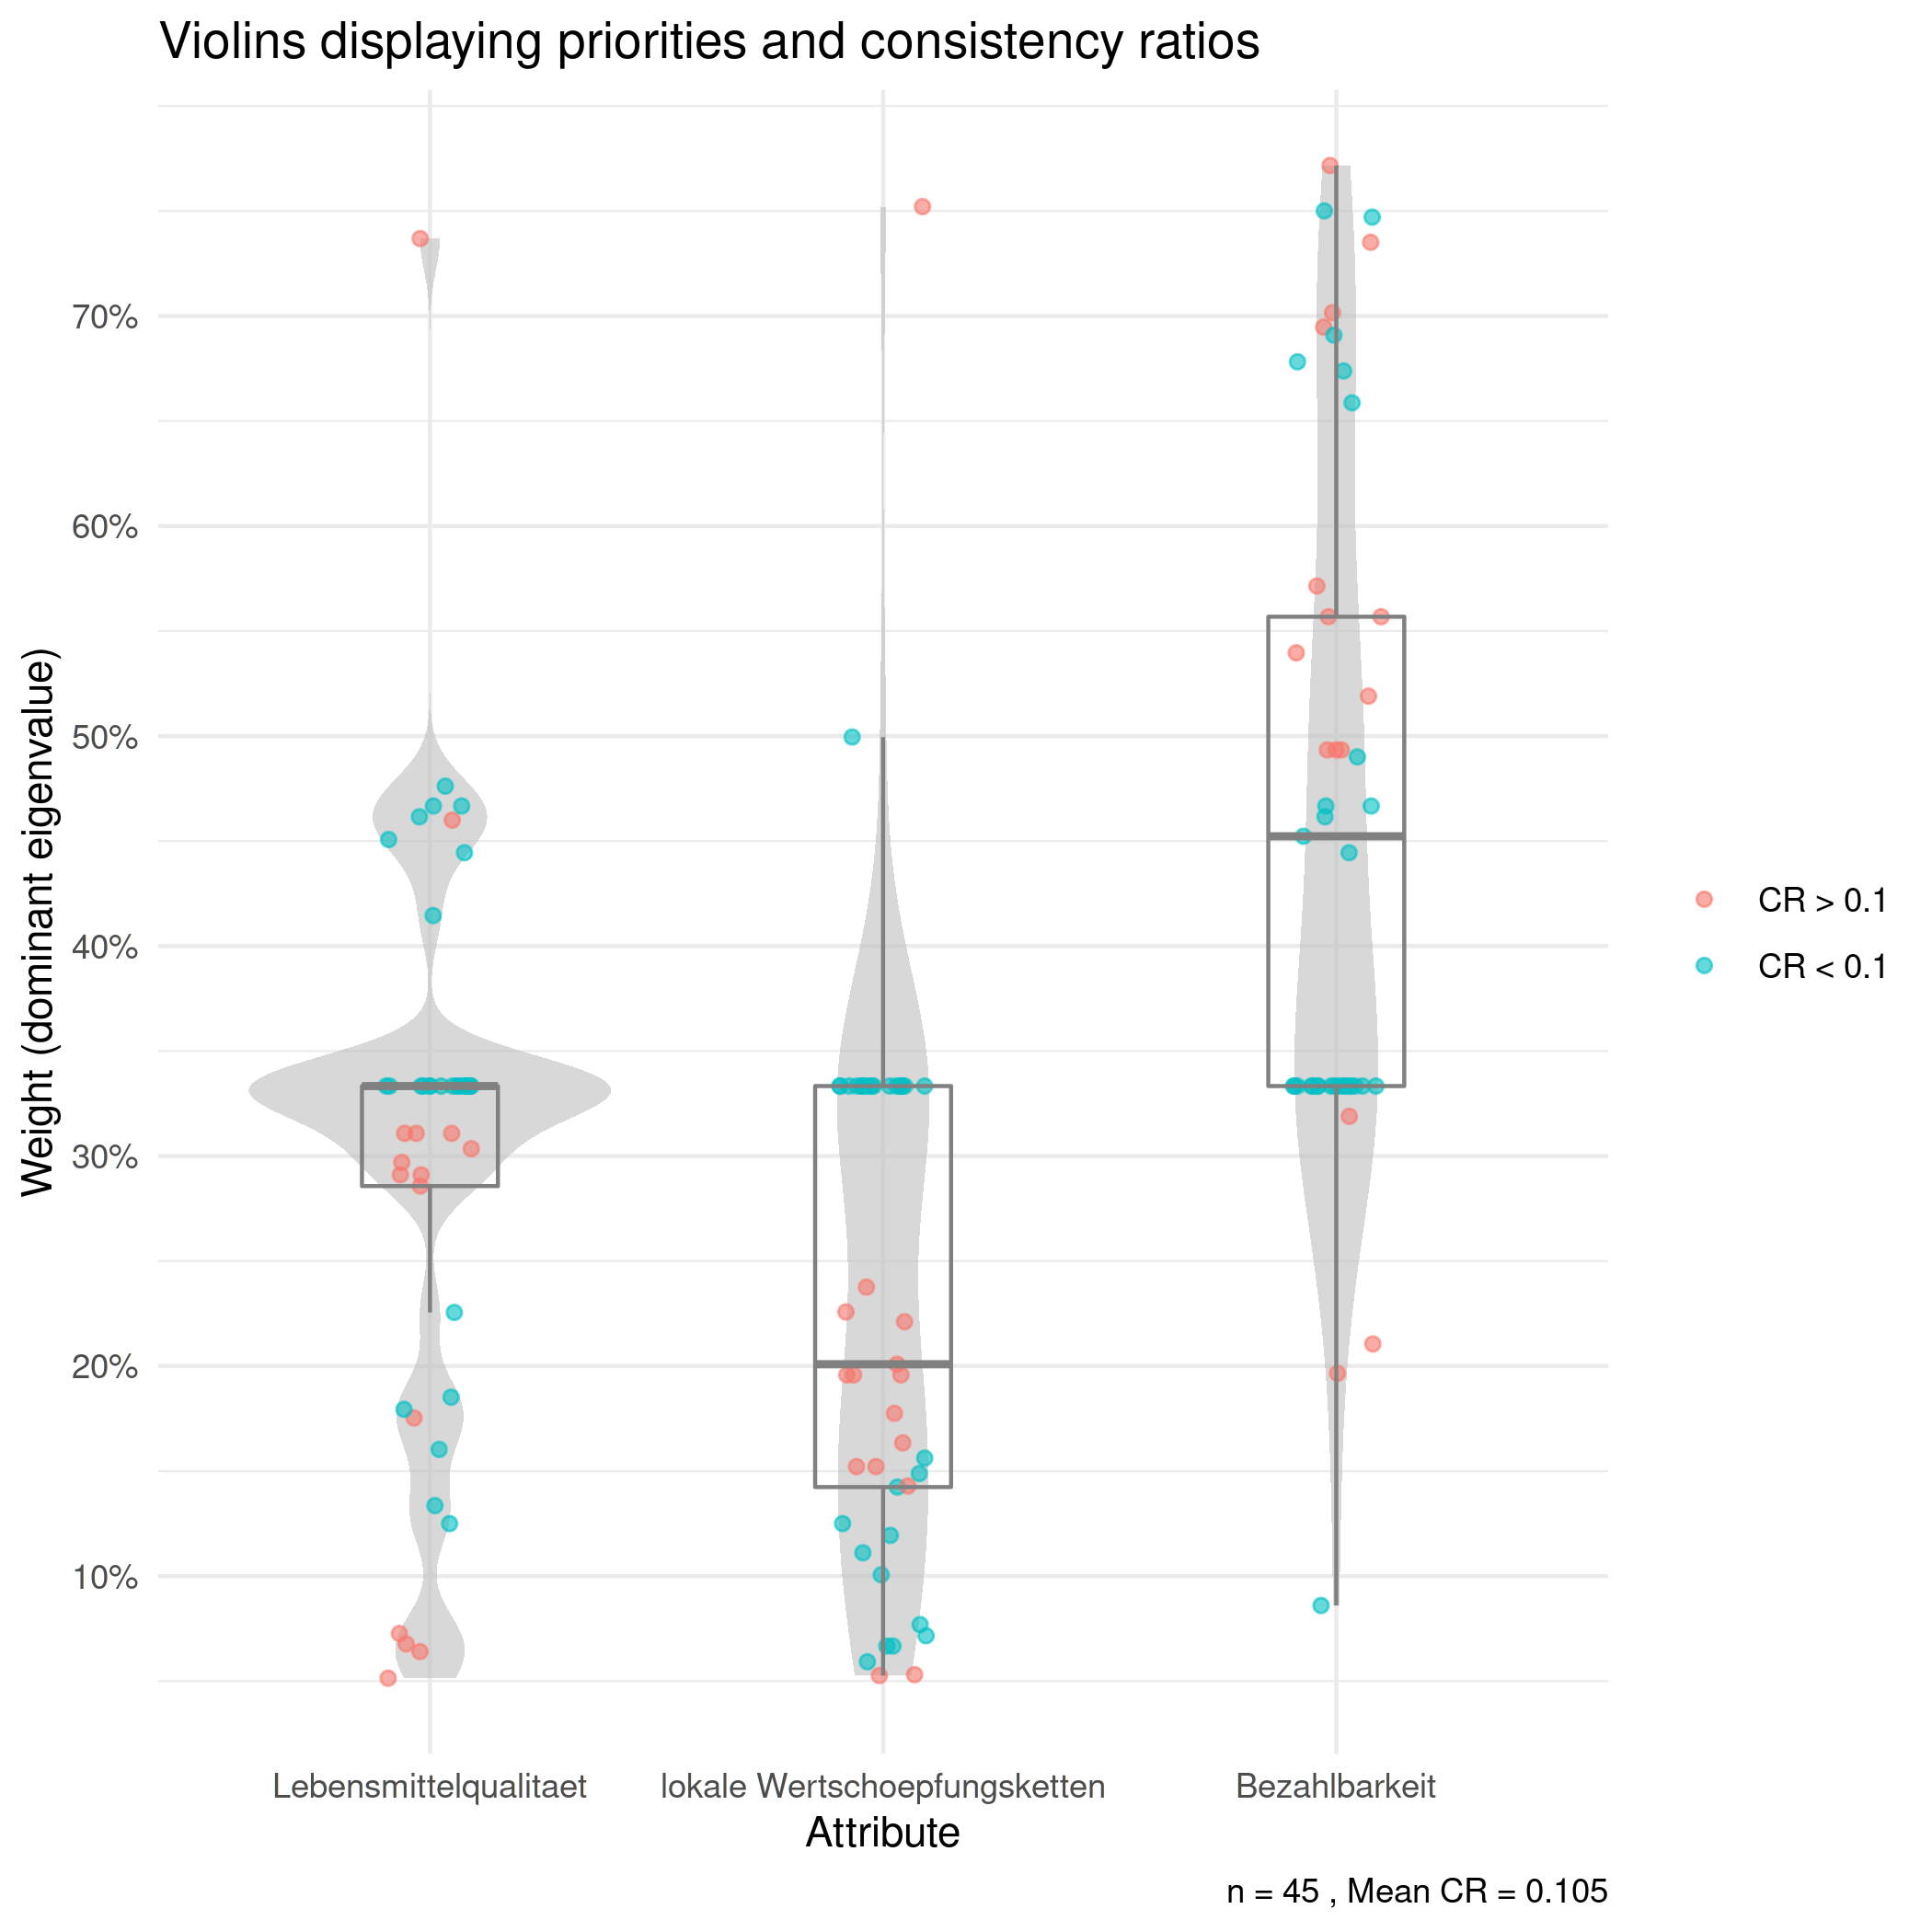 Violins displaying priorities and consistency ratios
Weight (dominant eigenvalue)
70%
60%
50%
40%
30%
20%
10%
CR > 0.1
CR < 0.1
Lebensmittelqualitaet
lokale Wertschoepfungsketten
Bezahlbarkeit
Attribute
n = 45 , Mean CR = 0.105